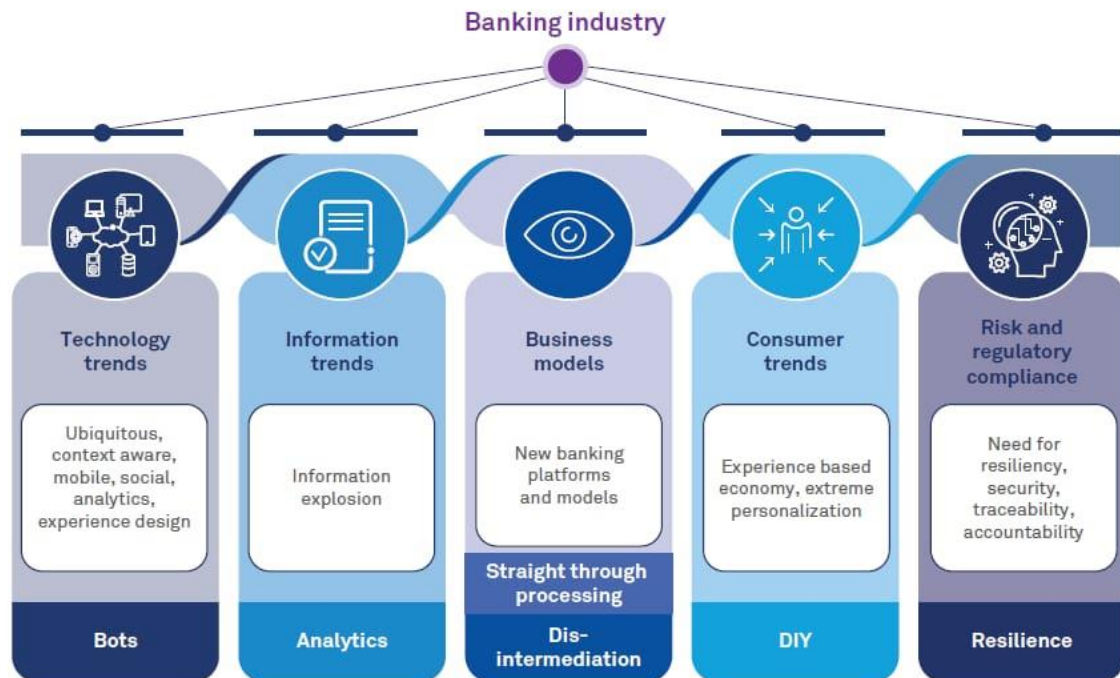 Banking industry
Technology
trends
Ubiquitous,
context aware,
mobile, social,
analytics,
experience design
Bots
Information
trends
Information
explosion
Analytics
Business
models
New banking
platforms
and models
Straight through
processing
Dis-
intermediation
Consumer
trends
Experience based
economy, extreme
personalization
DIY
Risk and
regulatory
compliance
Need for
resiliency,
security,
traceability,
accountability
Resilience